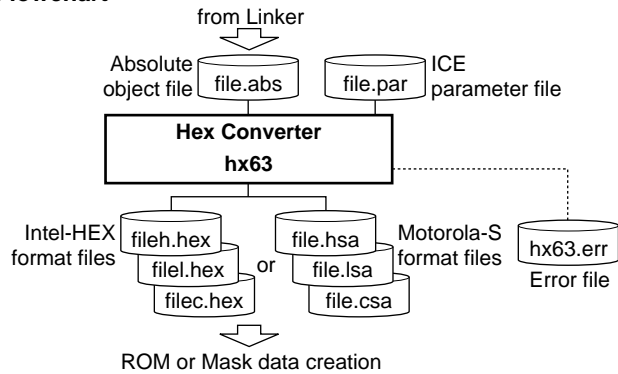 from Linker
Absolute
object file
file.abs
file.par
ICE
parameter file
Hex Converter
hx63
Intel-HEX
format files
fileh.hex
filel.hex
filec.hex
or
file.hsa
file.lsa
file.csa
Motorola-S
format files
hx63.err
Error file
ROM or Mask data creation